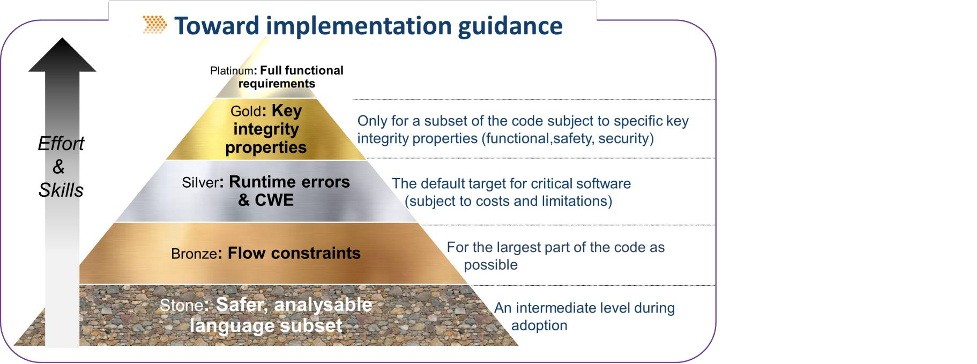 Toward implementation guidance
Platinum: Full functional
requirements
Gold: Key
integrity
properties
Only for a subset of the code subject to specific key
integrity properties (functional,safety, security)
Effort
&
Skills
Silver: Runtime errors
& CWE
The default target for critical software
(subject to costs and limitations)
Bronze: Flow constraints
For the largest part of the code as
possible
Stone: Safer, analysable
language subset
An intermediate level during
adoption